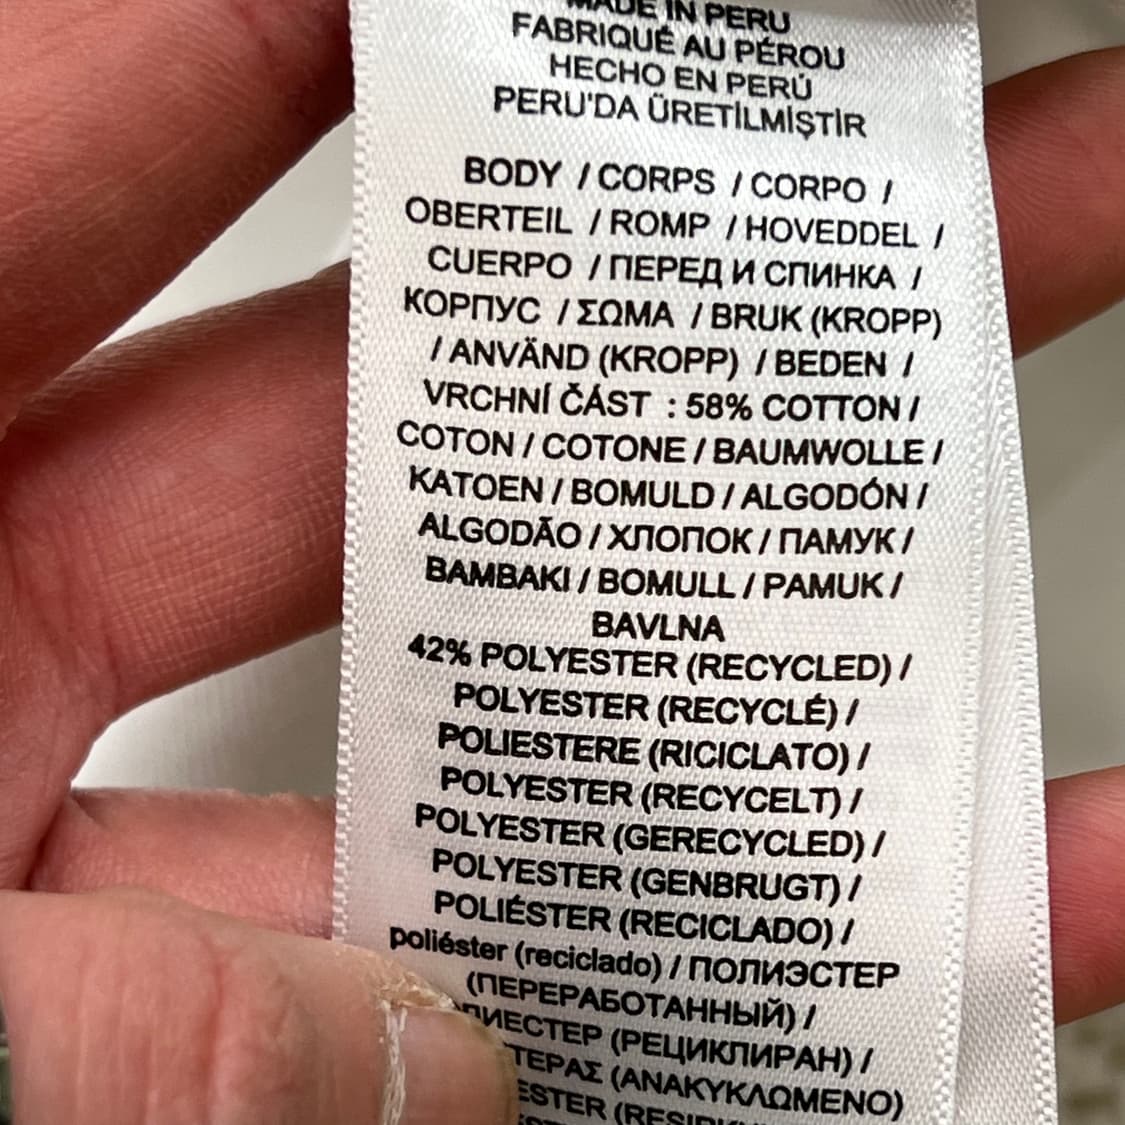 MADE IN PERU
FABRIQUÉ AU PÉROU
HECHO EN PERÚ
PERU'DA ÜRETİLMİŞTİR
BODY / CORPS / CORPO /
OBERTEIL / ROMP / HOVEDDEL /
CUERPO / ПЕРЕД И СПИНКА /
КОРПУС / ΣΩΜΑ / BRUK (KROPP)
/ ANVÄND (KROPP) / BEDEN /
VRCHNÍ ČÁST : 58% COTTON /
COTON / COTONE / BAUMWOLLE /
KATOEN / BOMULD / ALGODÓN /
ALGODÃO / ХЛОПОК / ПАМУК /
BAMBAKI / BOMULL / PAMUK /
BAVLNA
42% POLYESTER (RECYCLED) /
POLYESTER (RECYCLÉ) /
POLIESTERE (RICICLATO) /
POLYESTER (RECYCELT) /
POLYESTER (GERECYCLED) /
POLYESTER (GENBRUGT) /
POLIÉSTER (RECICLADO) /
poliéster (reciclado) / ПОЛИЭСТЕР
(ПЕРЕРАБОТАННЫЙ) /
(РЕЦИКЛИРАН) /
(ΑΝΑΚΥΚΛΩΜΕΝΟ)